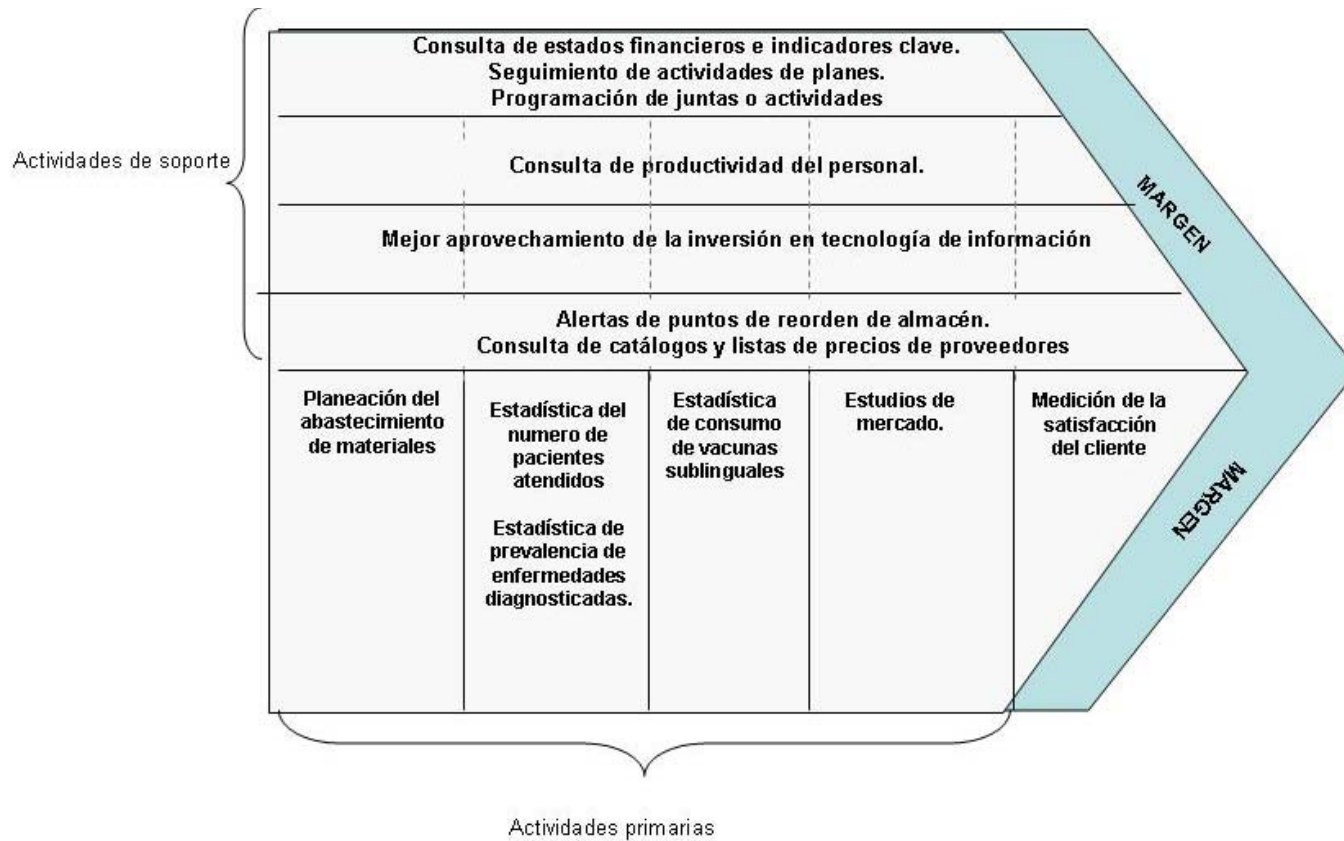 Consulta de estados financieros e indicadores clave.
Seguimiento de actividades de planes.
Programación de juntas o actividades
Actividades de soporte
Consulta de productividad del personal.
Mejor aprovechamiento de la inversión en tecnología de información
Alertas de puntos de reorden de almacén.
Consulta de catálogos y listas de precios de proveedores
MARGEN
Planeación del
abastecimiento
de materiales
Estadística del
numero de
pacientes
atendidos
Estadística de
prevalencia de
enfermedades
diagnosticadas.
Estadística
de consumo
de vacunas
sublinguales
Estudios de
mercado.
Medición de la
satisfacción
del cliente
MARGEN
Actividades primarias